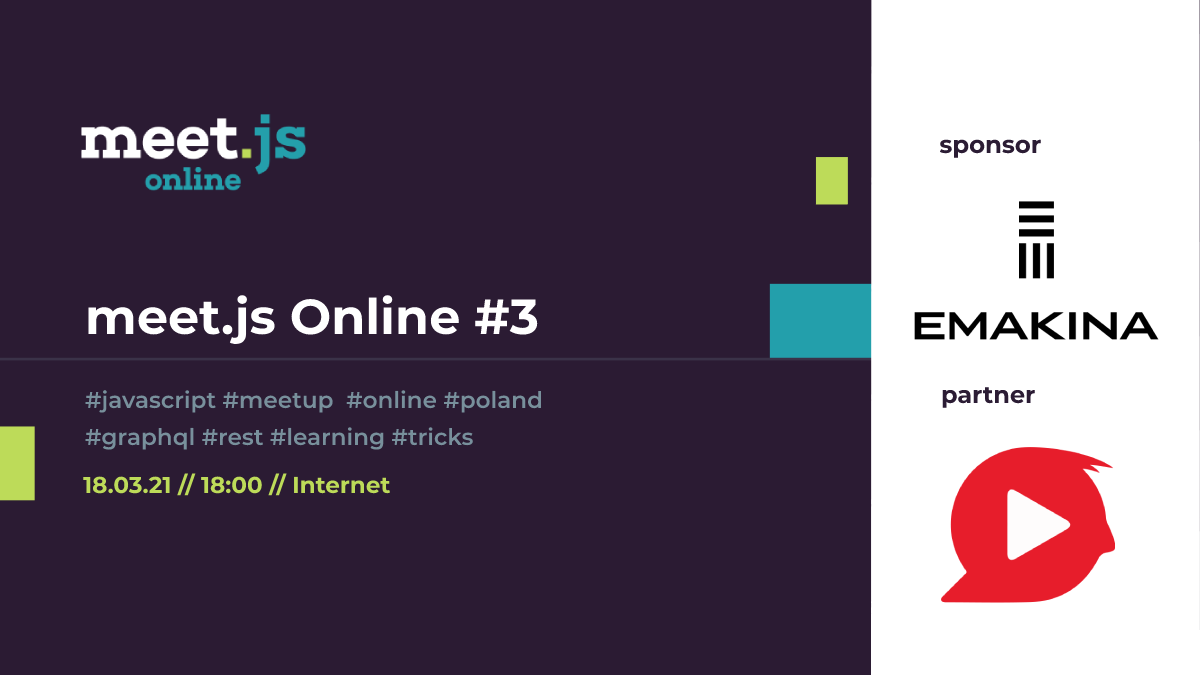 meet.js
online
meet.js Online #3
#javascript #meetup  #online #poland
#graphql #rest #learning #tricks
18.03.21 // 18:00 // Internet
sponsor
EMAKINA
partner